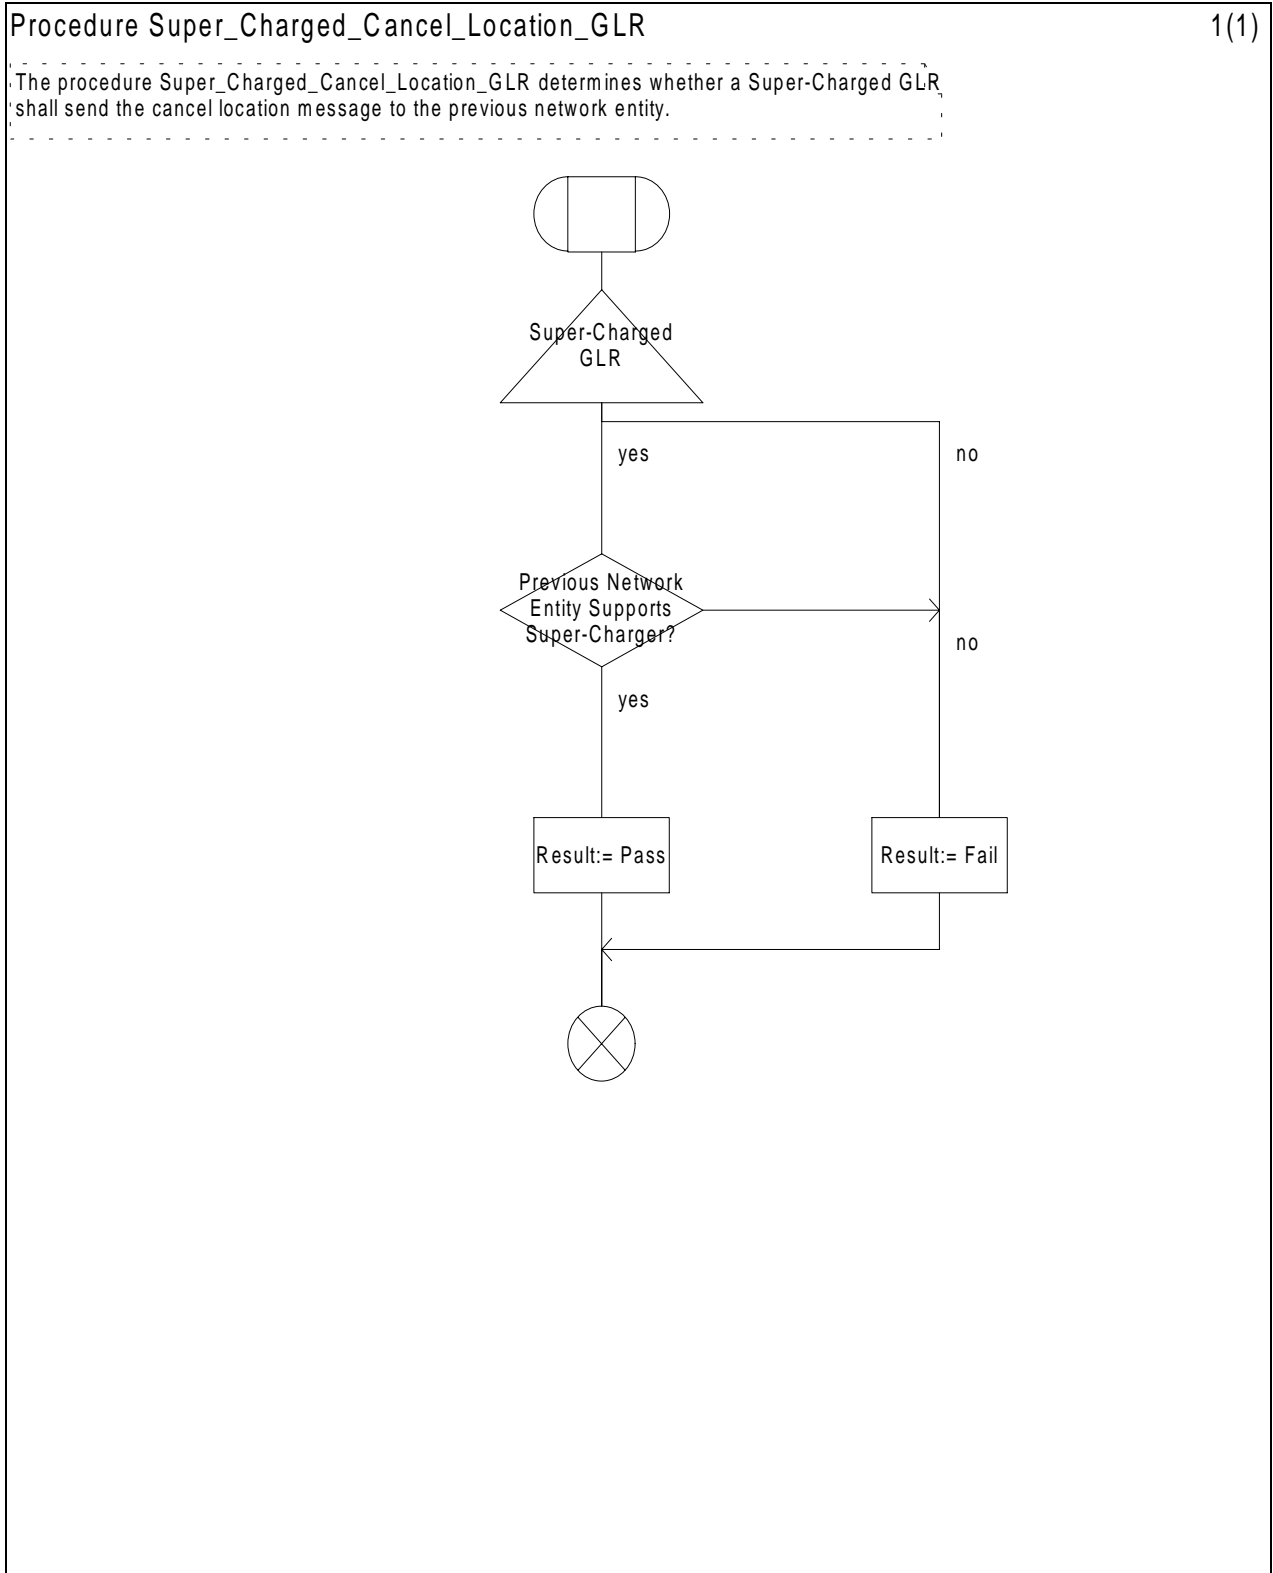 Procedure Super_Charged_Cancel_Location_GLR 1(1)
The procedure Super_Charged_Cancel_Location_GLR determines whether a Super-Charged GLR
shall send the cancel location message to the previous network entity.
Super-Charged
GLR
yes no
Previous Network
Entity Supports
Super-Charger?
no
yes
Result:= Pass
Result:= Fail